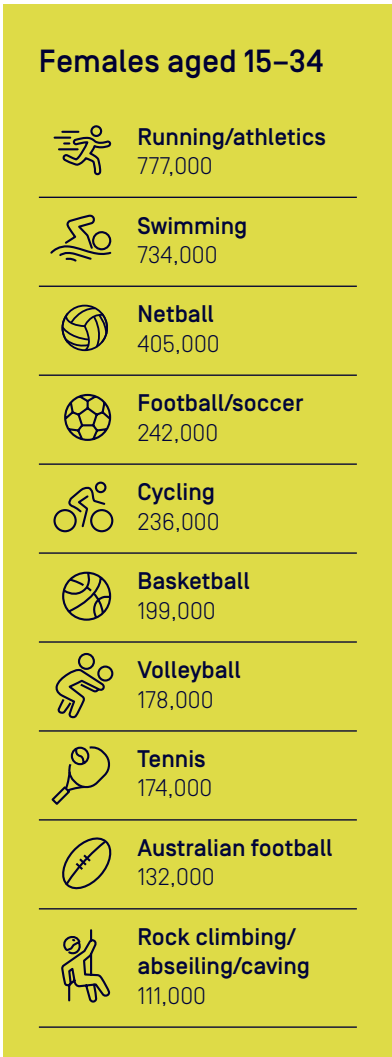 Females aged 15–34
Running/athletics
777,000
Swimming
734,000
Netball
405,000
Football/soccer
242,000
Cycling
236,000
Basketball
199,000
Volleyball
178,000
Tennis
174,000
Australian football
132,000
Rock climbing/
abseiling/caving
111,000